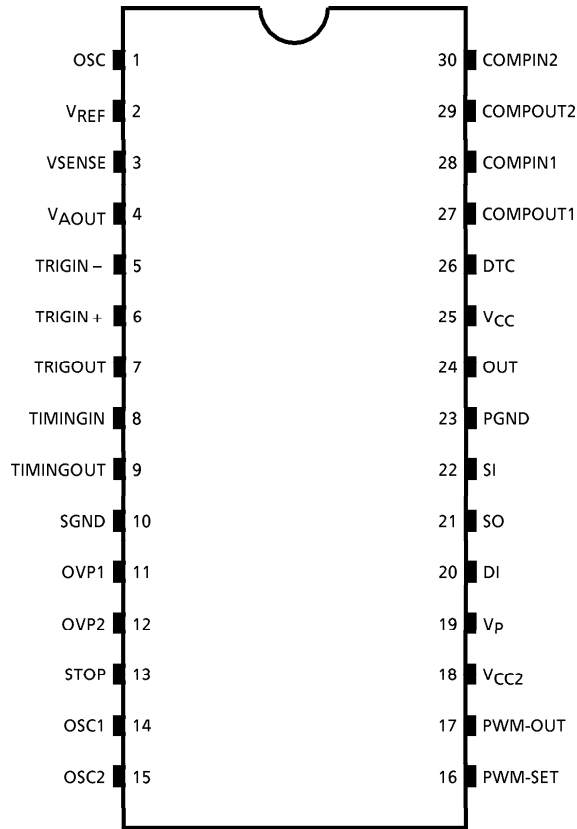 OSC 1 30 COMPIN2
VREF 2 29 COMPOUT2
VSENSE 3 28 COMPIN1
VAOUT 4 27 COMPOUT1
TRIGIN – 5 26 DTC
TRIGIN + 6 25 VCC
TRIGOUT 7 24 OUT
TIMINGIN 8 23 PGND
TIMINGOUT 9 22 SI
SGND 10 21 SO
OVP1 11 20 DI
OVP2 12 19 VP
STOP 13 18 VCC2
OSC1 14 17 PWM-OUT
OSC2 15 16 PWM-SET